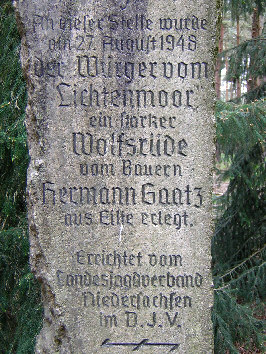 An dieser Stelle wurde
am 27. August 1948
der Würger vom
Lichtenmoor,
ein starker
Wolfsrüde
vom Bauern
Hermann Gaatz
aus Eilte erlegt.
Errichtet vom
Landesjagdverband
Niedersachsen
im D.J.V.